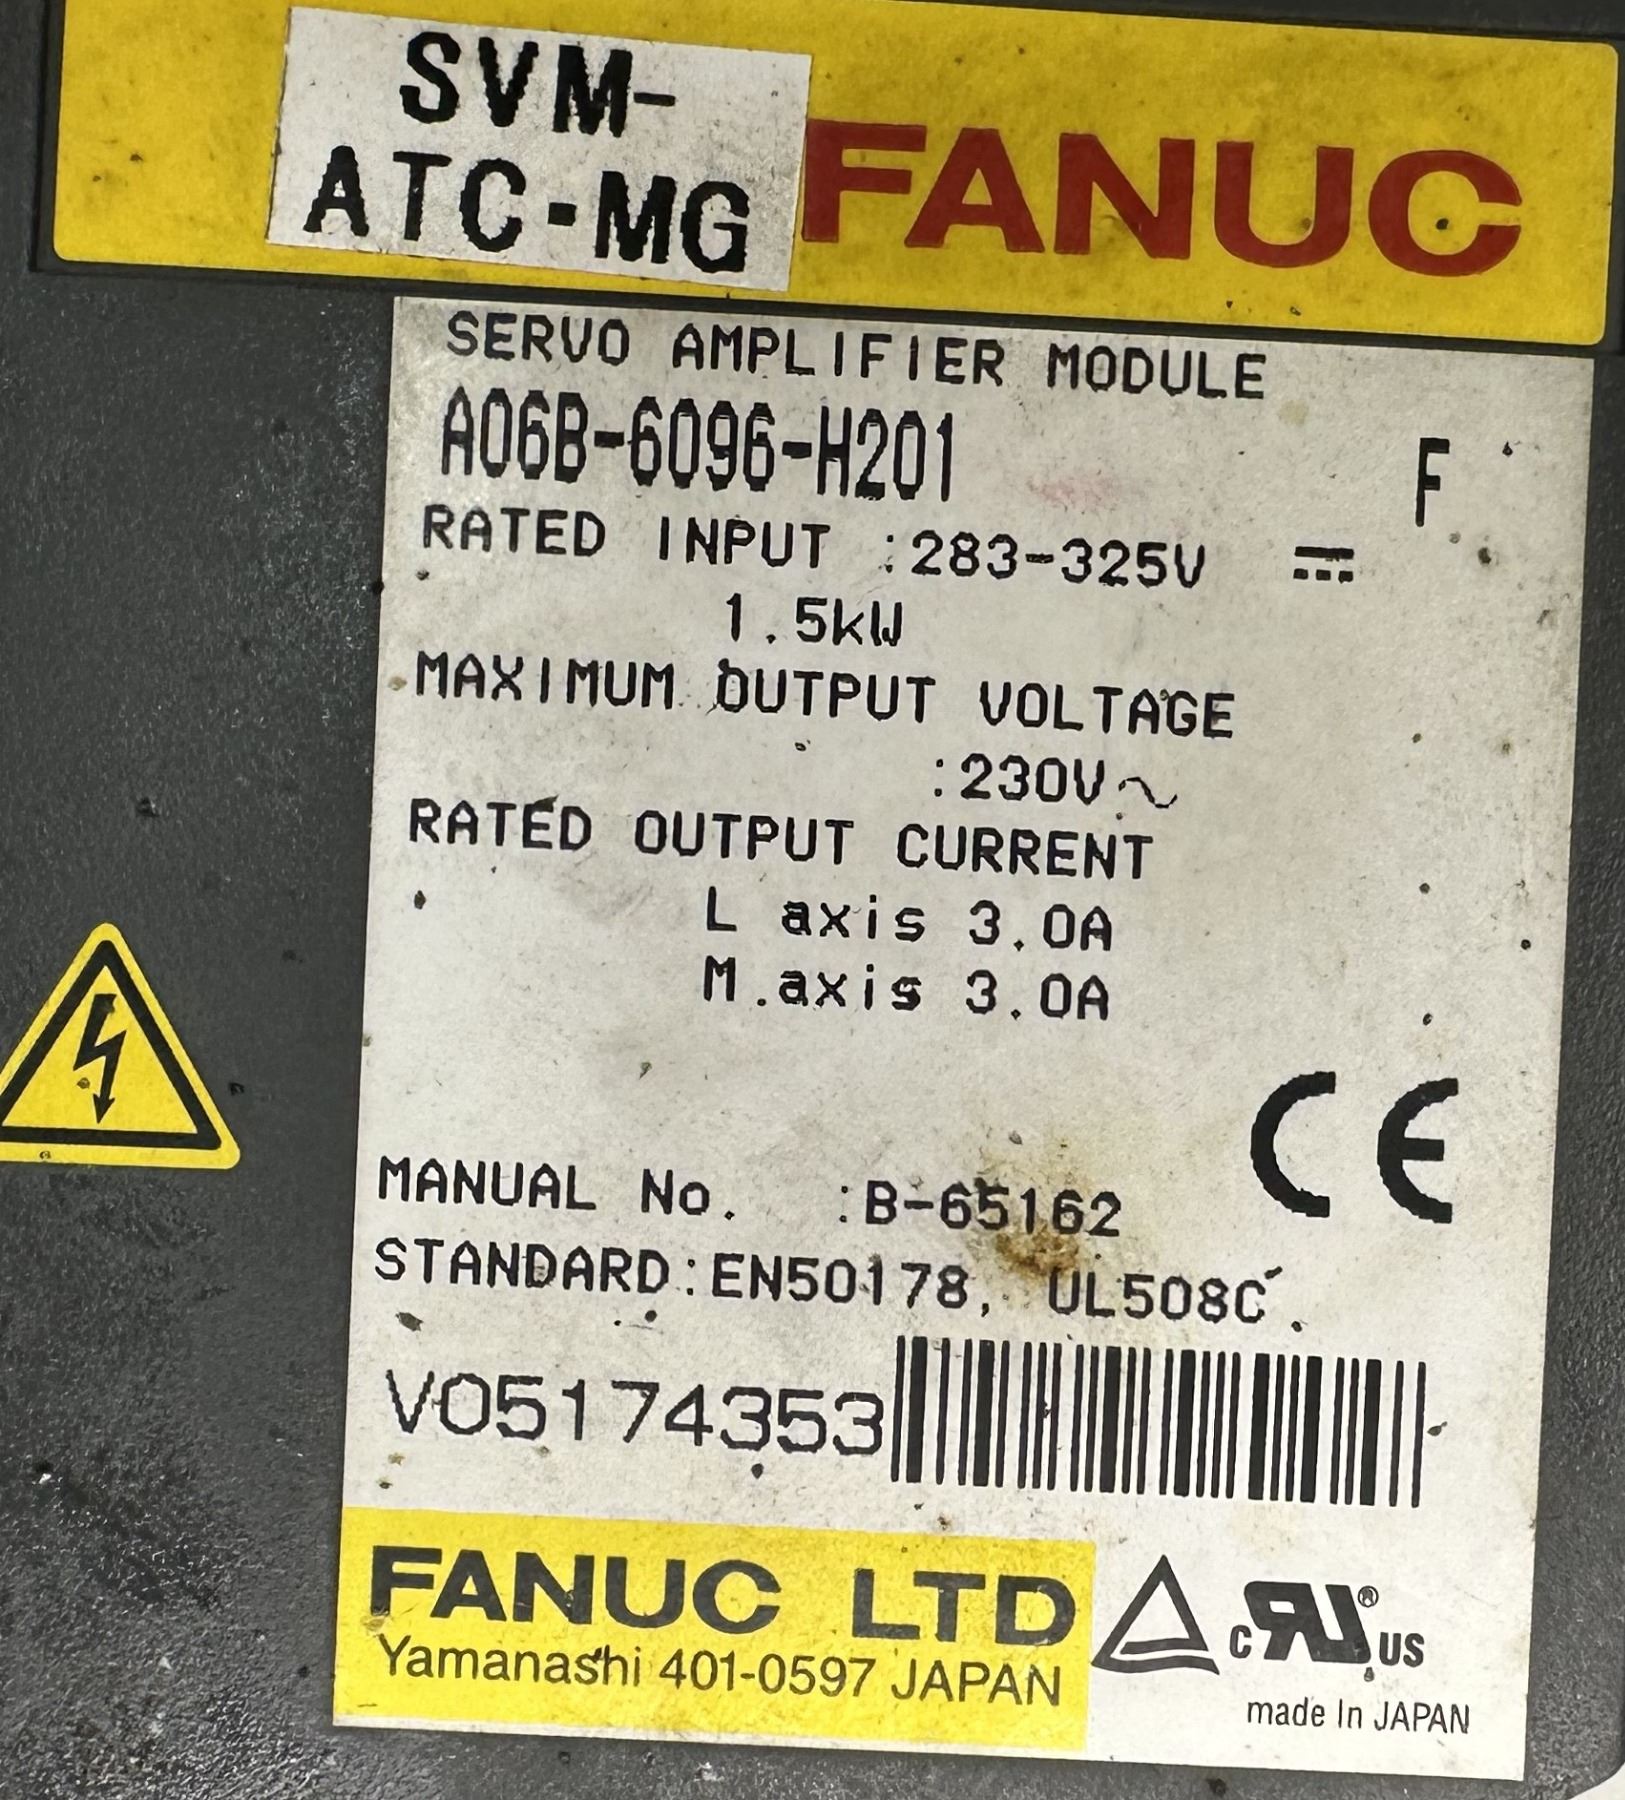 SVM-
ATC-MG
FANUC
SERVO AMPLIFIER MODULE
A06B-6096-H201 F
RATED INPUT :283-325V ⎓
1.5kW
MAXIMUM OUTPUT VOLTAGE
:230V~
RATED OUTPUT CURRENT
L axis 3.0A
M.axis 3.0A
CE
MANUAL No. :B-65162
STANDARD:EN50178, UL508C.
V05174353
FANUC LTD
Yamanashi 401-0597 JAPAN
c RU® US
made In JAPAN